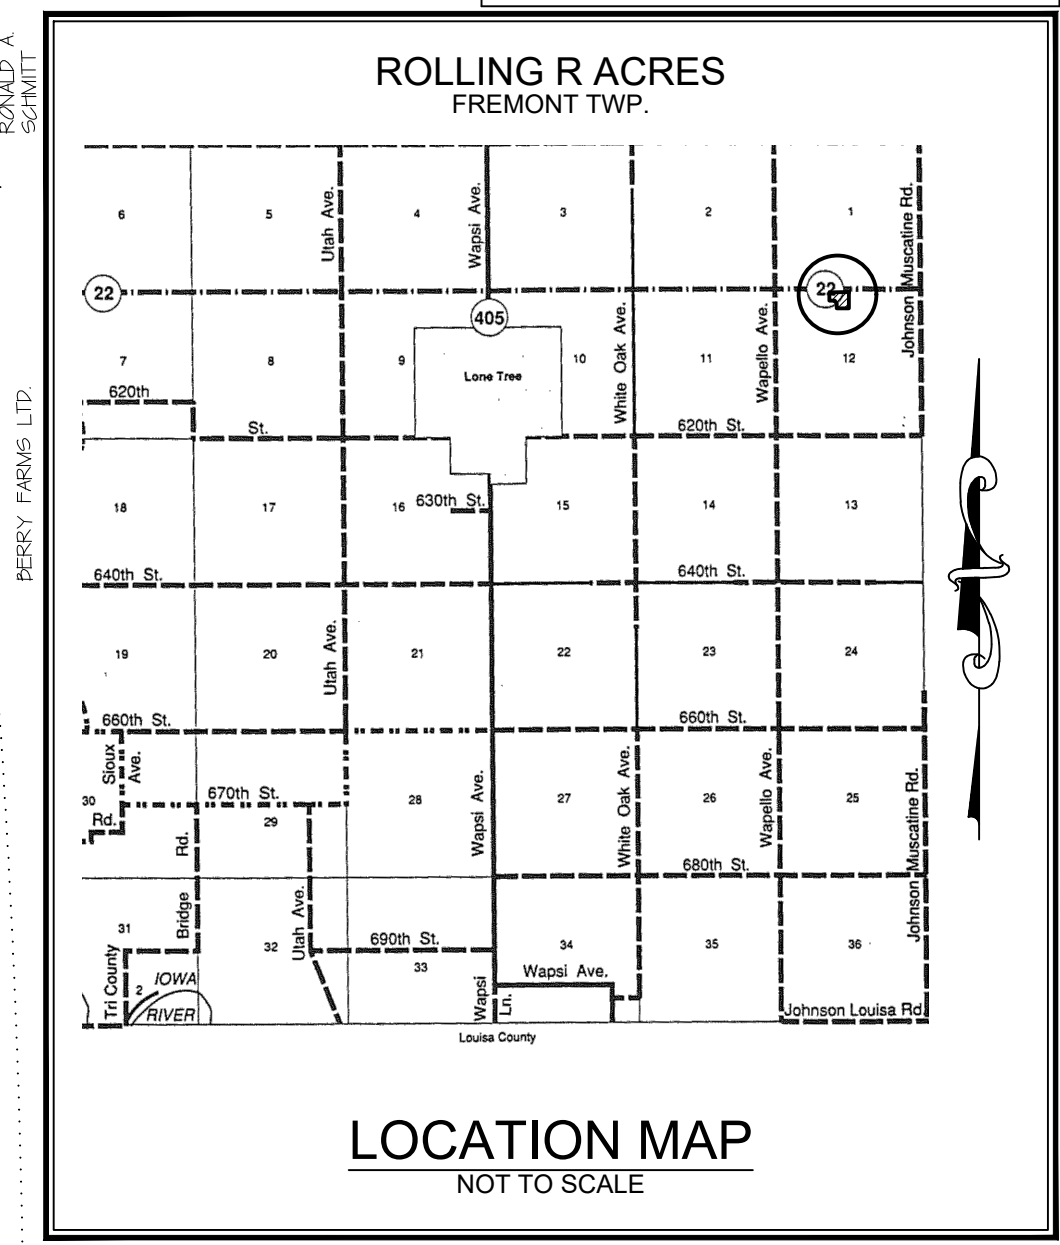 RONALD A.
SCHMITT
BERRY FARMS LTD.
ROLLING R ACRES
FREMONT TWP.
6
5
Utah Ave.
4
Wapsi Ave.
3
2
1
Johnson Muscatine Rd.
22
405
22
7
8
9
Lone Tree
10
White Oak Ave.
11
Wapello Ave.
12
620th
St.
620th St.
18
17
16
630th St.
15
14
13
640th St.
640th St.
19
20
Utah Ave.
21
22
23
24
660th St.
660th St.
Sioux
Ave.
30
Rd.
670th St.
29
28
Wapsi Ave.
27
White Oak Ave.
26
Wapello Ave.
25
Johnson Muscatine Rd.
680th St.
31
Bridge Rd.
32
Utah Ave.
690th St.
33
34
35
36
Tri County
2
IOWA
RIVER
Wapsi
Ln.
Wapsi Ave.
Johnson Louisa Rd.
Louisa County
LOCATION MAP
NOT TO SCALE